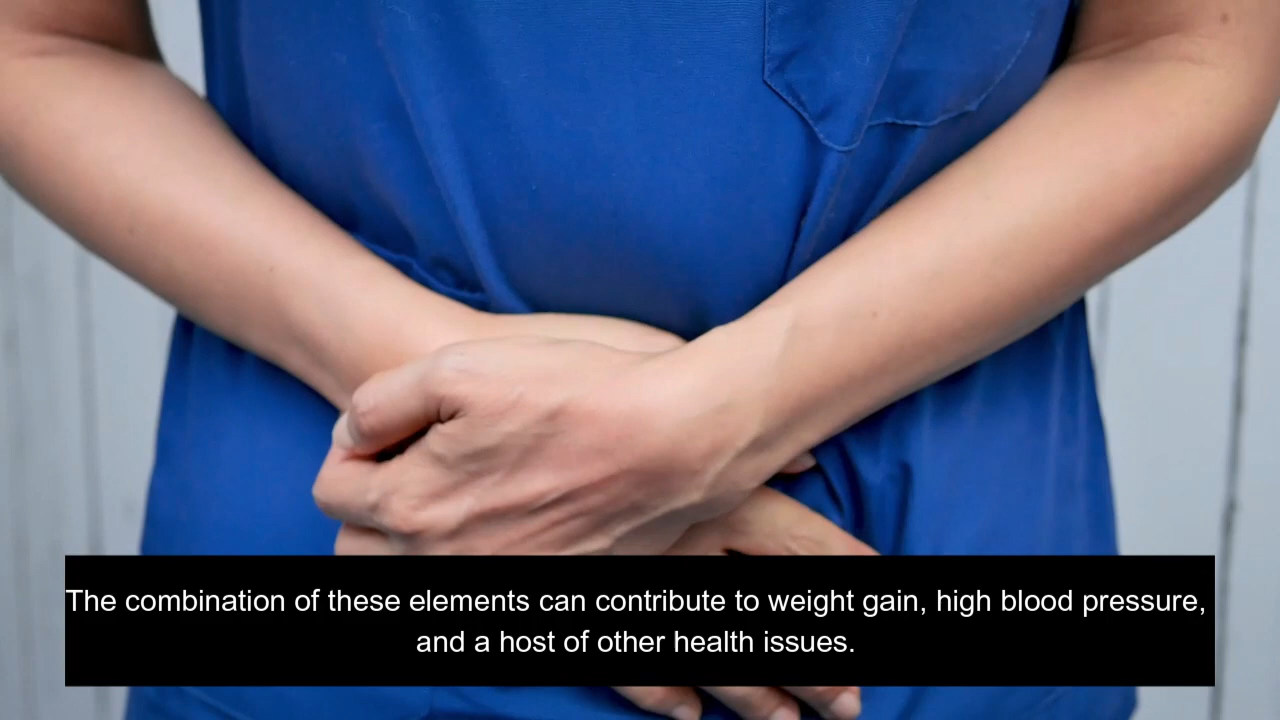 The combination of these elements can contribute to weight gain, high blood pressure,
and a host of other health issues.